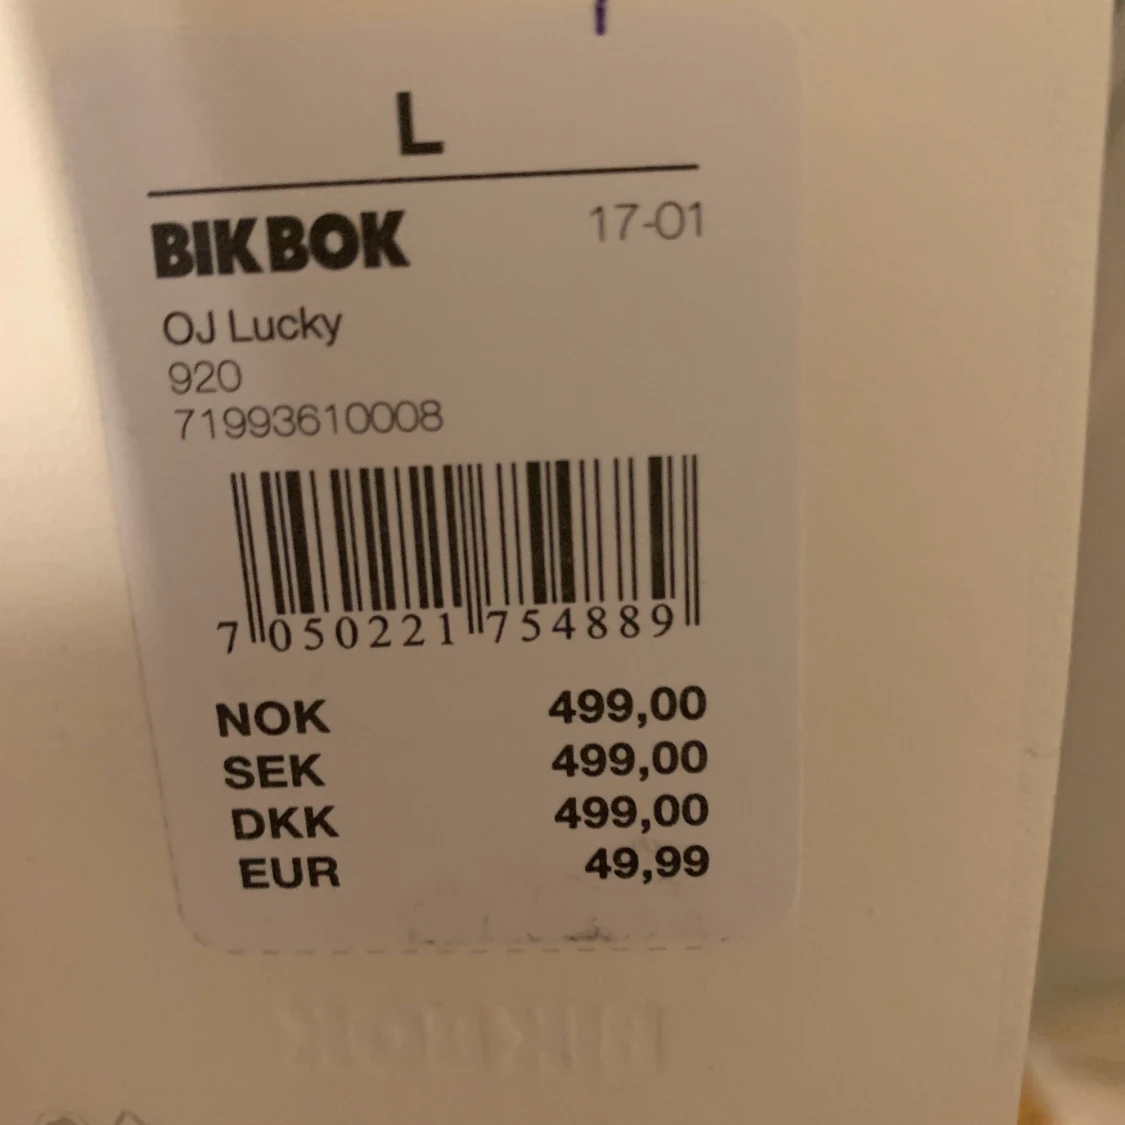 L
BIKBOK 17-01
OJ Lucky
920
71993610008
7 050221 754889
NOK 499,00
SEK 499,00
DKK 499,00
EUR 49,99
BIKBOK